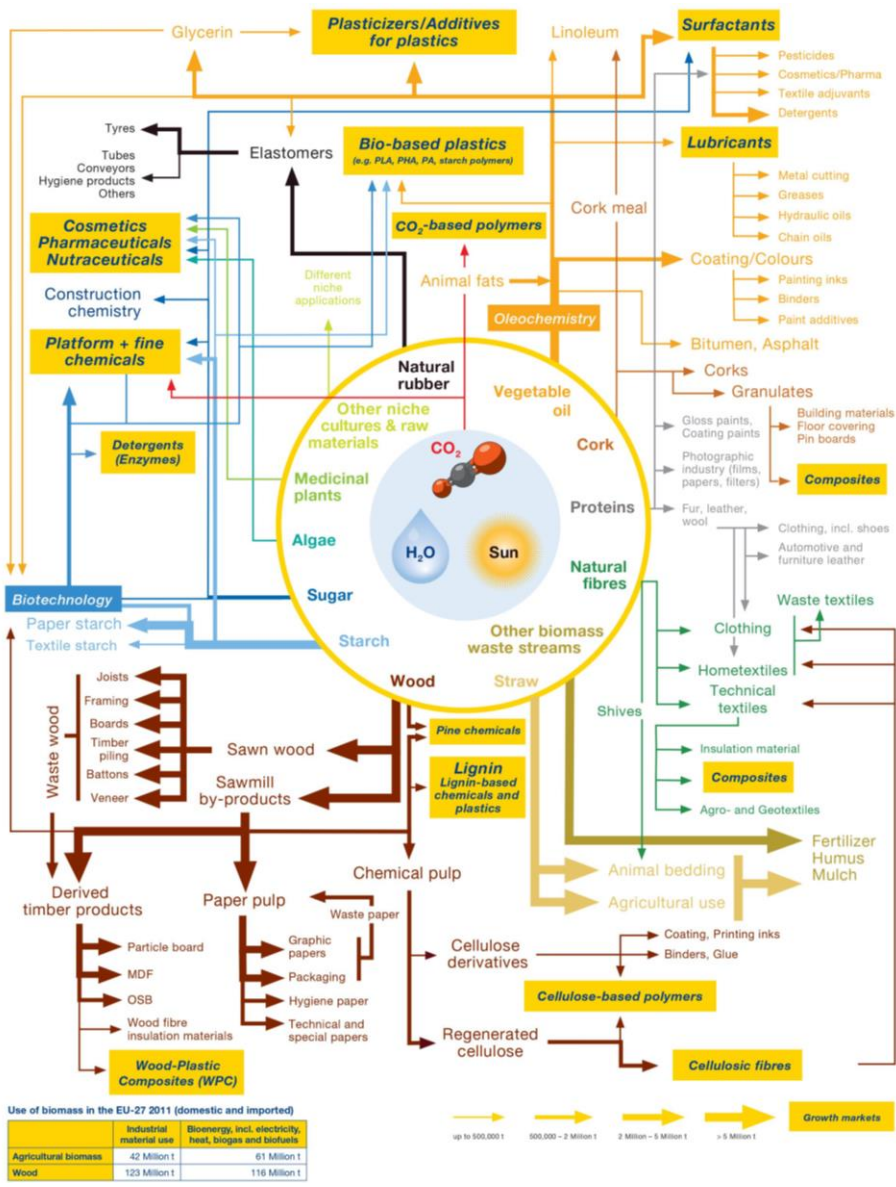 Glycerin
Plasticizers/Additives
for plastics
Linoleum
Surfactants
Pesticides
Cosmetics/Pharma
Textile adjuvants
Detergents
Tyres
Tubes
Conveyors
Hygiene products
Others
Elastomers
Bio-based plastics
(e.g. PLA, PHA, PA, starch polymers)
Lubricants
Metal cutting
Greases
Hydraulic oils
Chain oils
Cork meal
Cosmetics
Pharmaceuticals
Nutraceuticals
CO₂-based polymers
Different
niche
applications
Animal fats
Coating/Colours
Painting inks
Binders
Paint additives
Construction
chemistry
Oleochemistry
Bitumen, Asphalt
Platform + fine
chemicals
Corks
Granulates
Building materials
Floor covering
Pin boards
Composites
Detergents
(Enzymes)
Gloss paints,
Coating paints
Photographic
industry (films,
papers, filters)
Fur, leather,
wool
Clothing, incl. shoes
Automotive and
furniture leather
Natural
rubber
Vegetable
oil
Other niche
cultures & raw
materials
Cork
CO₂
Medicinal
plants
Proteins
Algae
H₂O
Sun
Natural
fibres
Sugar
Other biomass
waste streams
Starch
Wood
Straw
Biotechnology
Paper starch
Textile starch
Waste textiles
Clothing
Hometextiles
Technical
textiles
Shives
Insulation material
Composites
Agro- and Geotextiles
Joists
Framing
Boards
Timber
piling
Battons
Veneer
Waste wood
Sawn wood
Sawmill
by-products
Pine chemicals
Lignin
Lignin-based
chemicals and
plastics
Fertilizer
Humus
Mulch
Animal bedding
Agricultural use
Chemical pulp
Derived
timber products
Paper pulp
Waste paper
Particle board
MDF
OSB
Wood fibre
insulation materials
Wood-Plastic
Composites (WPC)
Graphic
papers
Packaging
Hygiene paper
Technical and
special papers
Cellulose
derivatives
Coating, Printing inks
Binders, Glue
Cellulose-based polymers
Regenerated
cellulose
Cellulosic fibres
Use of biomass in the EU-27 2011 (domestic and imported)
Industrial
material use
Bioenergy, incl. electricity,
heat, biogas and biofuels
Agricultural biomass 42 Million t 61 Million t
Wood 123 Million t 116 Million t
up to 500,000 t
500,000 – 2 Million t
2 Million – 5 Million t
> 5 Million t
Growth markets